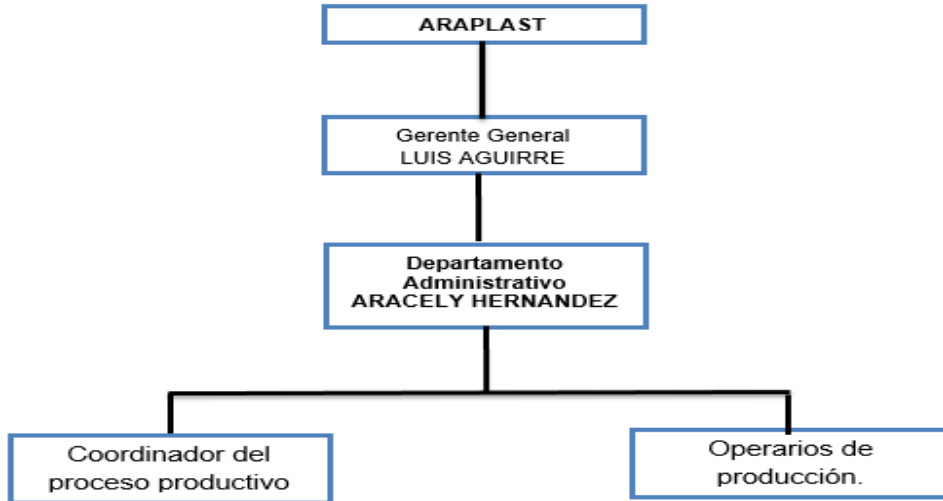 ARAPLAST
Gerente General
LUIS AGUIRRE
Departamento
Administrativo
ARACELY HERNANDEZ
Coordinador del
proceso productivo
Operarios de
producción.